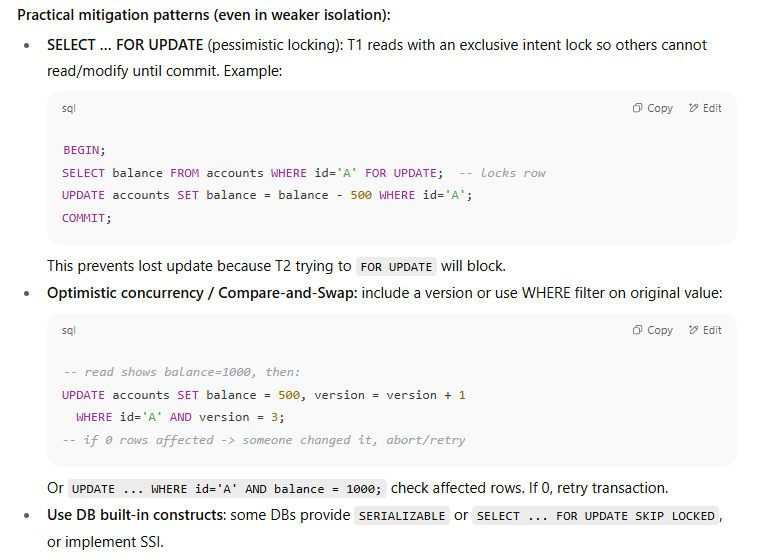 Practical mitigation patterns (even in weaker isolation):
• SELECT … FOR UPDATE (pessimistic locking): T1 reads with an exclusive intent lock so others cannot
read/modify until commit. Example:
sql
Copy Edit
BEGIN;
SELECT balance FROM accounts WHERE id='A' FOR UPDATE;  -- locks row
UPDATE accounts SET balance = balance - 500 WHERE id='A';
COMMIT;
This prevents lost update because T2 trying to FOR UPDATE will block.
• Optimistic concurrency / Compare-and-Swap: include a version or use WHERE filter on original value:
sql
Copy Edit
-- read shows balance=1000, then:
UPDATE accounts SET balance = 500, version = version + 1
  WHERE id='A' AND version = 3;
-- if 0 rows affected -> someone changed it, abort/retry
Or UPDATE ... WHERE id='A' AND balance = 1000; check affected rows. If 0, retry transaction.
• Use DB built-in constructs: some DBs provide SERIALIZABLE or SELECT ... FOR UPDATE SKIP LOCKED,
or implement SSI.